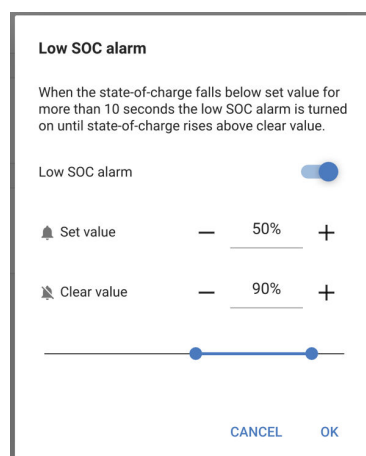 Low SOC alarm
When the state-of-charge falls below set value for
more than 10 seconds the low SOC alarm is turned
on until state-of-charge rises above clear value.
Low SOC alarm
Set value — 50% +
Clear value — 90% +
CANCEL OK